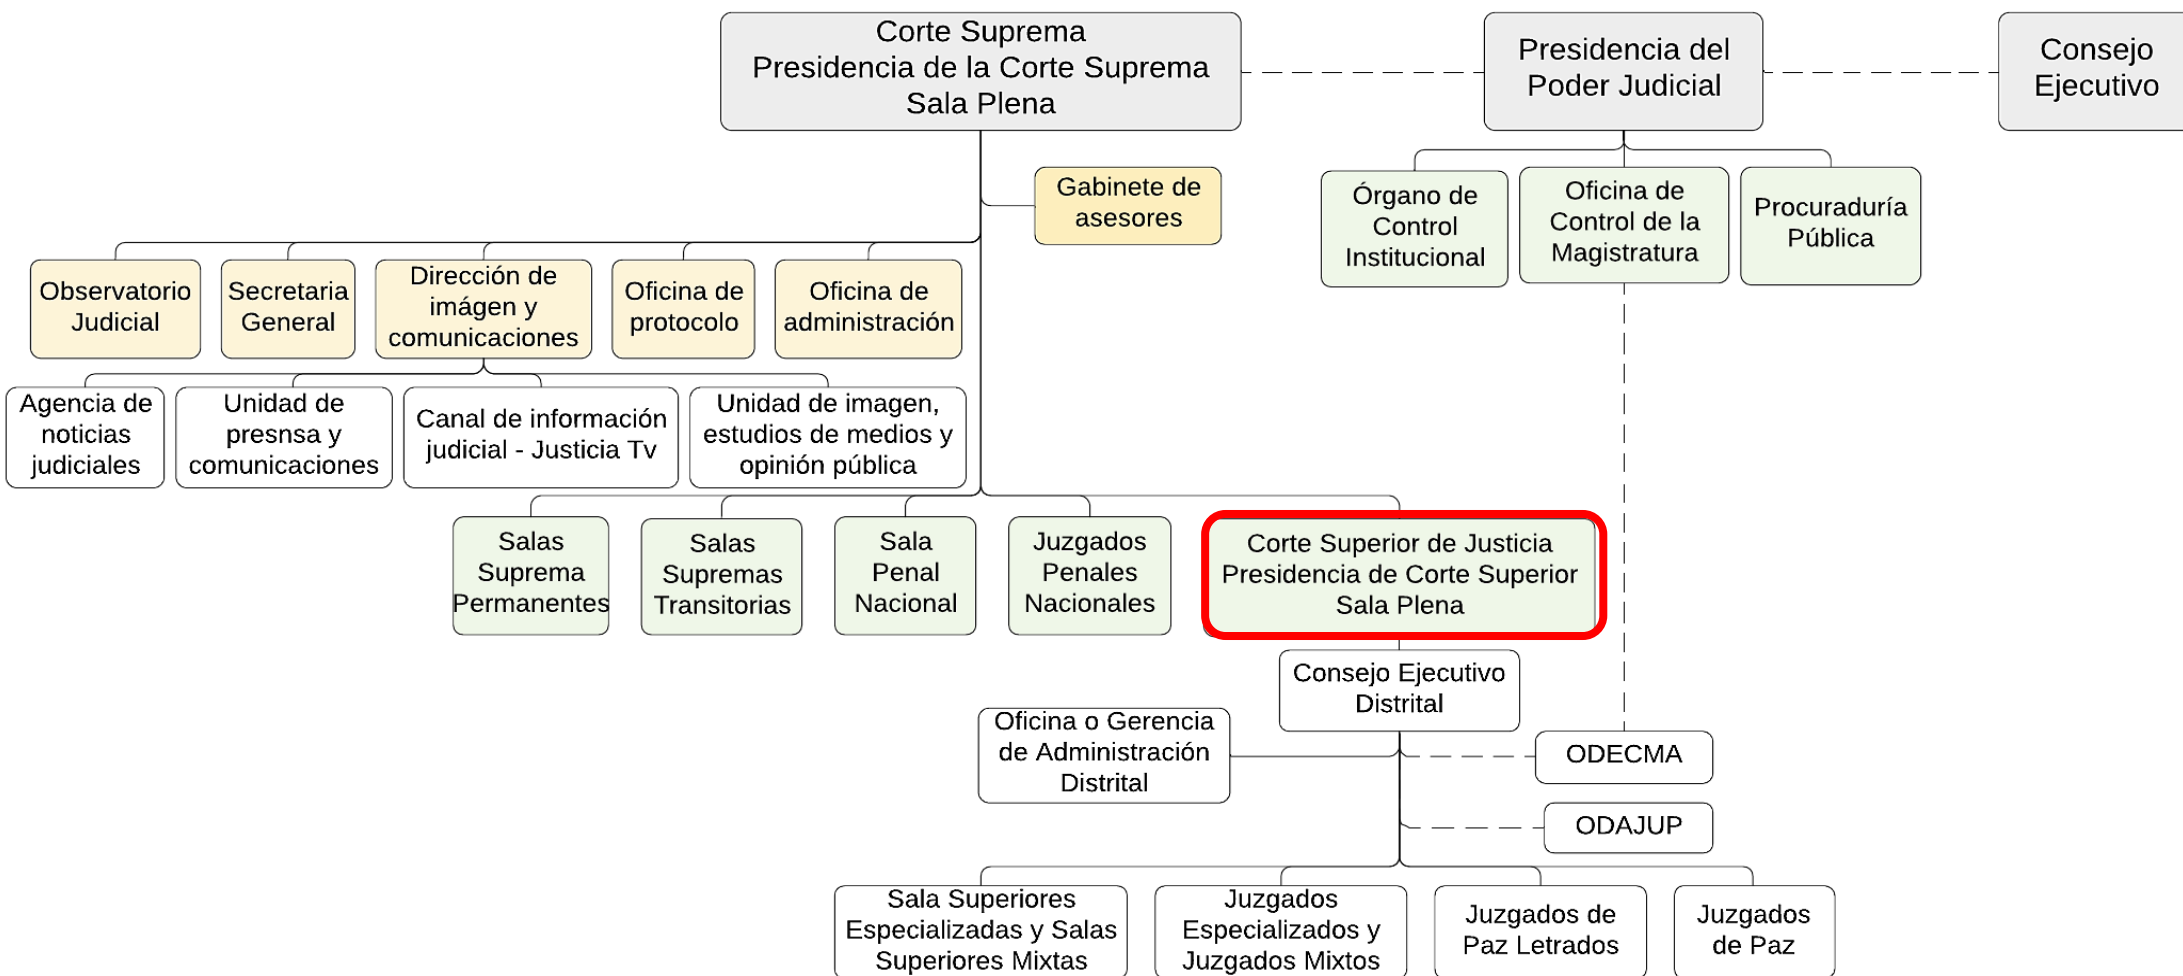 Corte Suprema
Presidencia de la Corte Suprema
Sala Plena
Presidencia del
Poder Judicial
Consejo
Ejecutivo
Gabinete de
asesores
Órgano de
Control
Institucional
Oficina de
Control de la
Magistratura
Procuraduría
Pública
Observatorio
Judicial
Secretaria
General
Dirección de
imágen y
comunicaciones
Oficina de
protocolo
Oficina de
administración
Agencia de
noticias
judiciales
Unidad de
presnsa y
comunicaciones
Canal de información
judicial - Justicia Tv
Unidad de imagen,
estudios de medios y
opinión pública
Salas
Suprema
Permanentes
Salas
Supremas
Transitorias
Sala
Penal
Nacional
Juzgados
Penales
Nacionales
Corte Superior de Justicia
Presidencia de Corte Superior
Sala Plena
Consejo Ejecutivo
Distrital
Oficina o Gerencia
de Administración
Distrital
ODECMA
ODAJUP
Sala Superiores
Especializadas y Salas
Superiores Mixtas
Juzgados
Especializados y
Juzgados Mixtos
Juzgados de
Paz Letrados
Juzgados
de Paz